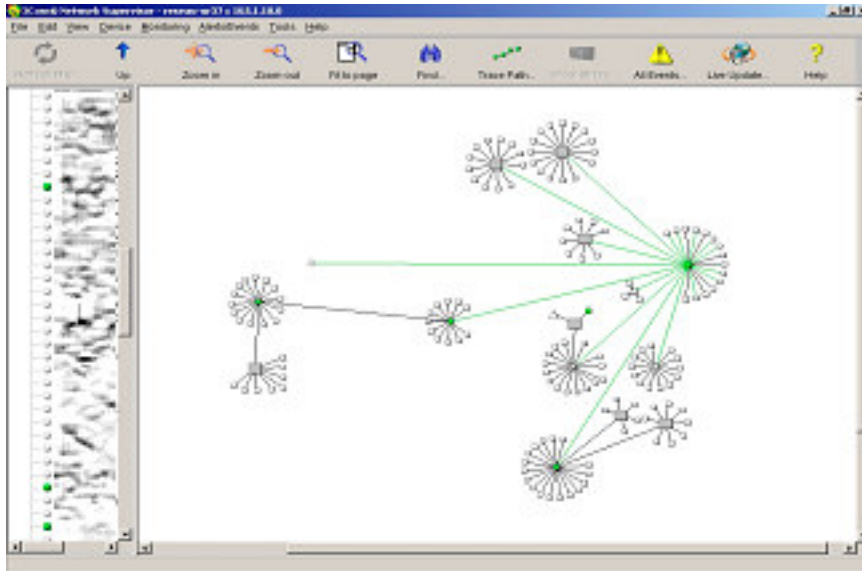 3Com® Network Supervisor -
File Edit View Device Monitoring Alerts/Events Tools Help
Up Zoom in Zoom out Fit to page Find... Trace Path... All Events... Live Update... Help